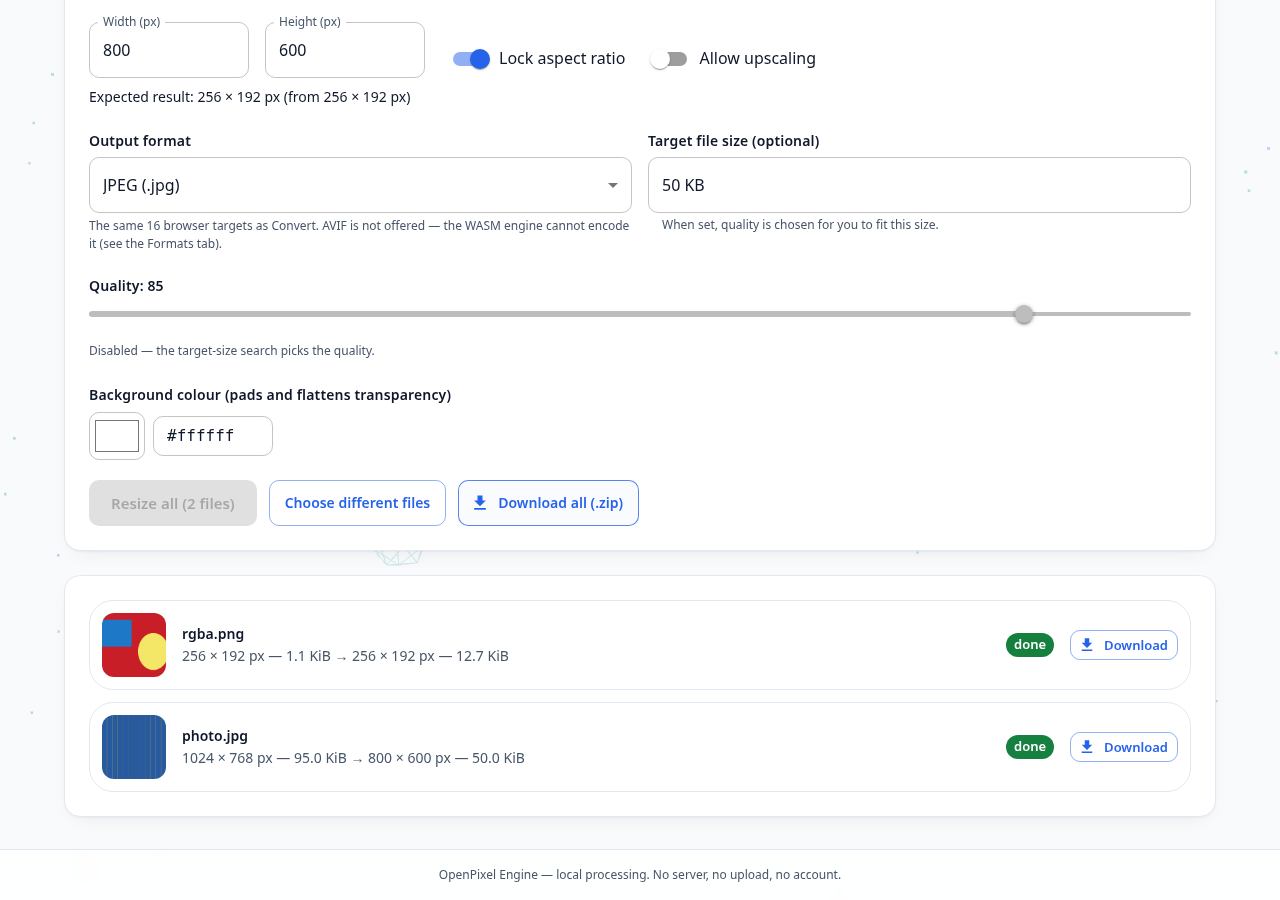 Width (px)
Height (px)
800
600
Lock aspect ratio
Allow upscaling
Expected result: 256 × 192 px (from 256 × 192 px)
Output format
Target file size (optional)
JPEG (.jpg)
50 KB
The same 16 browser targets as Convert. AVIF is not offered — the WASM engine cannot encode
it (see the Formats tab).
When set, quality is chosen for you to fit this size.
Quality: 85
Disabled — the target-size search picks the quality.
Background colour (pads and flattens transparency)
#ffffff
Resize all (2 files)
Choose different files
Download all (.zip)
rgba.png
256 × 192 px — 1.1 KiB → 256 × 192 px — 12.7 KiB
done
Download
photo.jpg
1024 × 768 px — 95.0 KiB → 800 × 600 px — 50.0 KiB
done
Download
OpenPixel Engine — local processing. No server, no upload, no account.